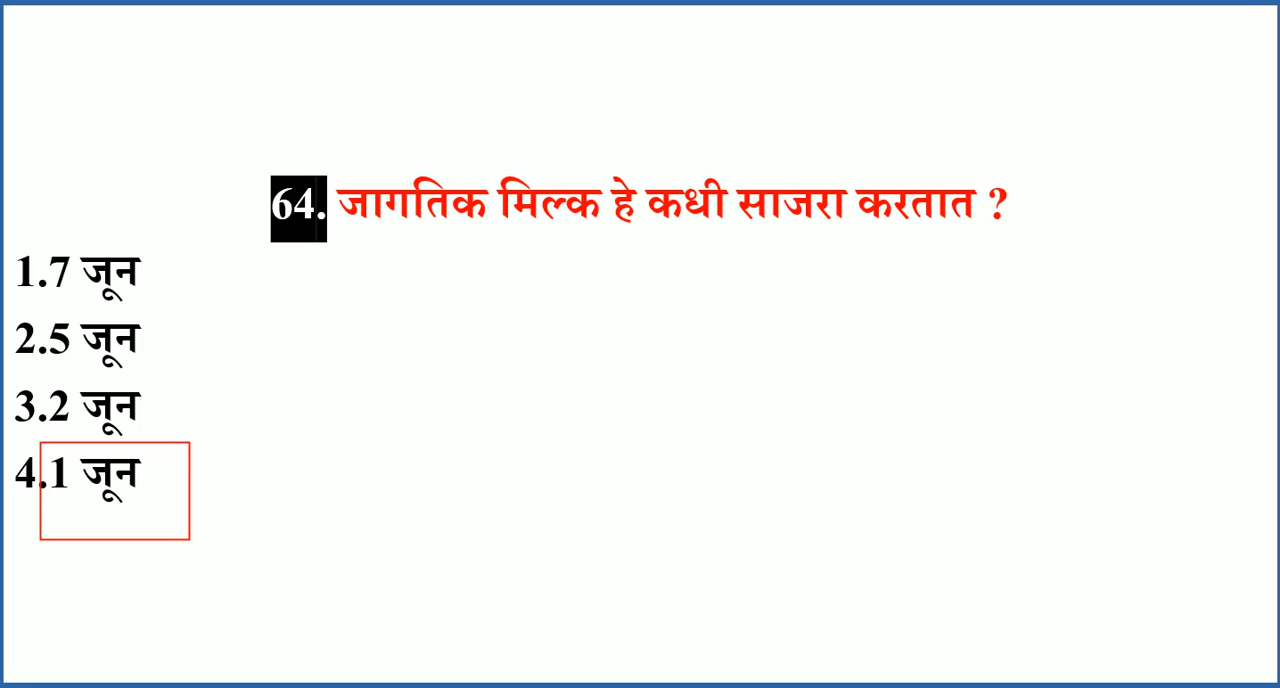 64. जागतिक मिल्क हे कधी साजरा करतात ?
1.7 जून
2.5 जून
3.2 जून
4.1 जून